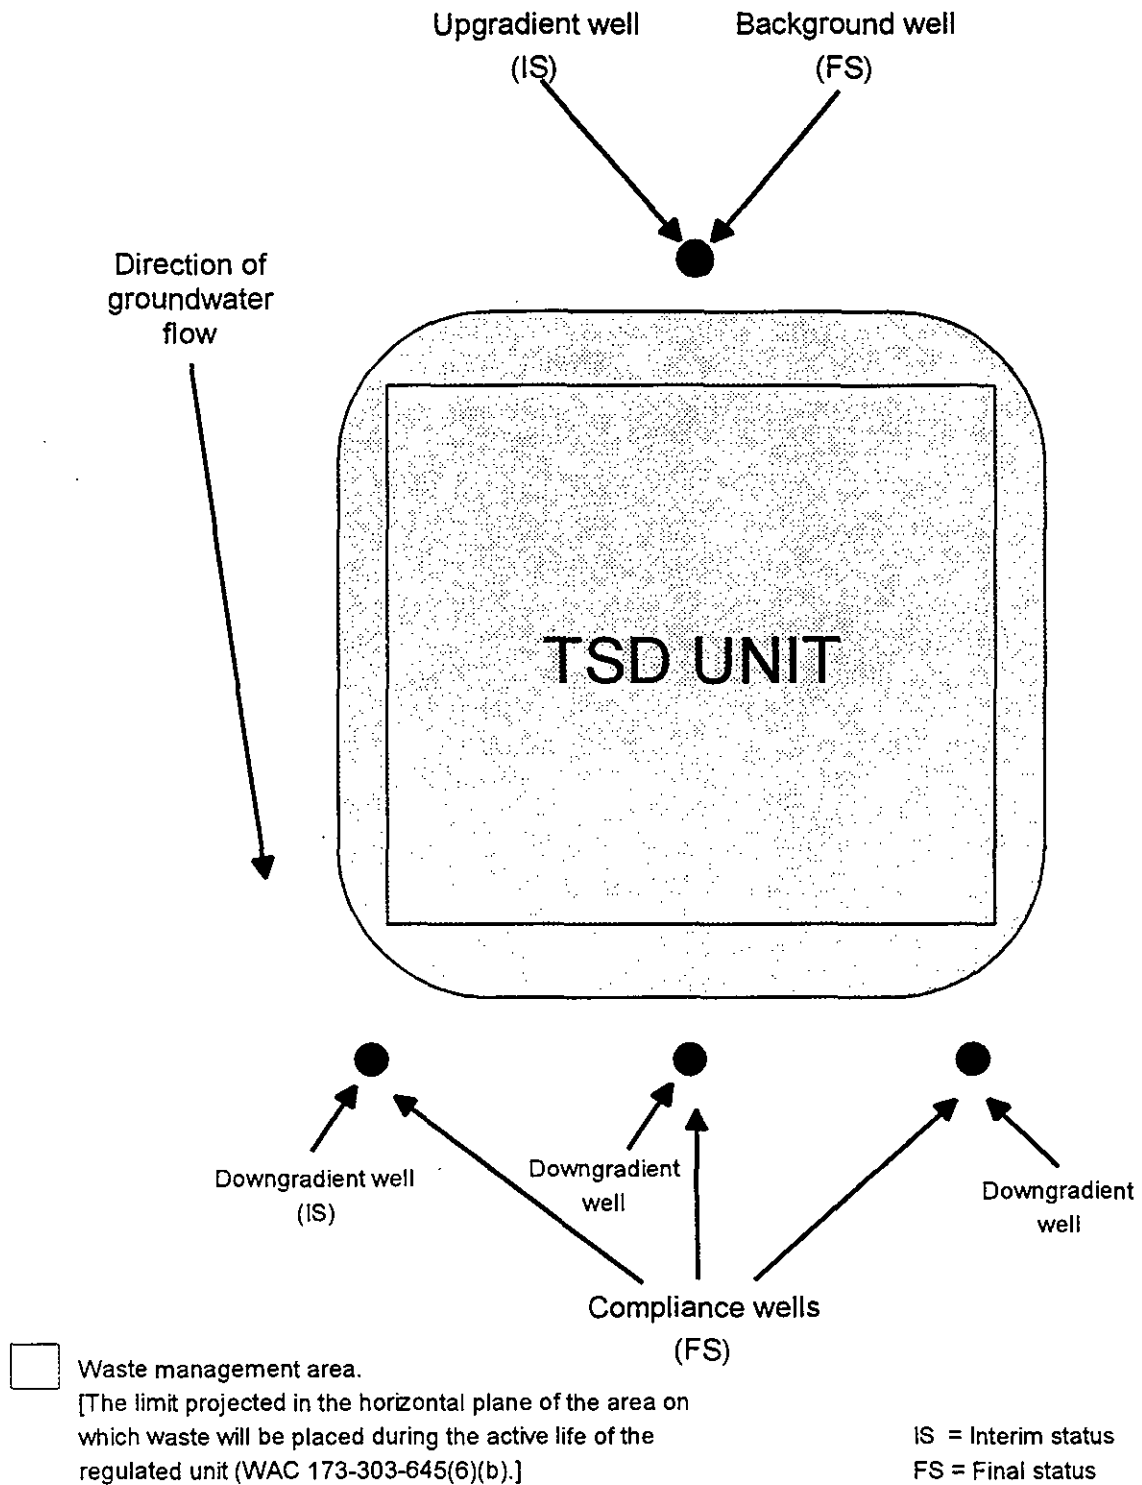 Upgradient well
(IS)
Background well
(FS)
Direction of
groundwater
flow
TSD UNIT
Downgradient well
(IS)
Downgradient
well
Downgradient
well
Compliance wells
(FS)
Waste management area.
[The limit projected in the horizontal plane of the area on
which waste will be placed during the active life of the
regulated unit (WAC 173-303-645(6)(b).]
IS = Interim status
FS = Final status